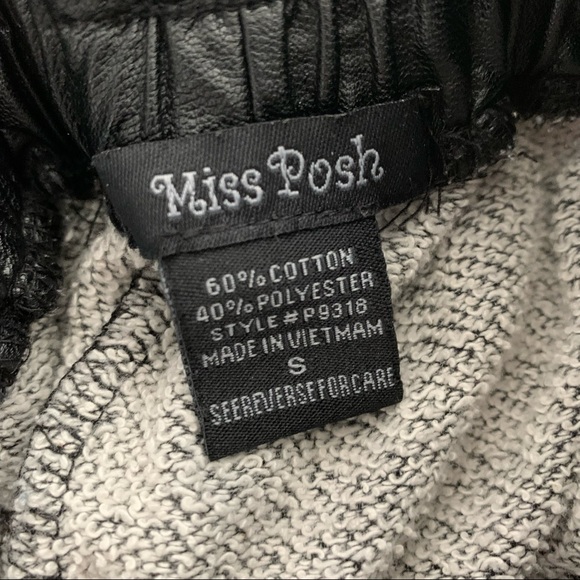 Miss Posh
60% COTTON
40% POLYESTER
STYLE # P9318
MADE IN VIETMAM
S
SEEREVERSEFORCARE